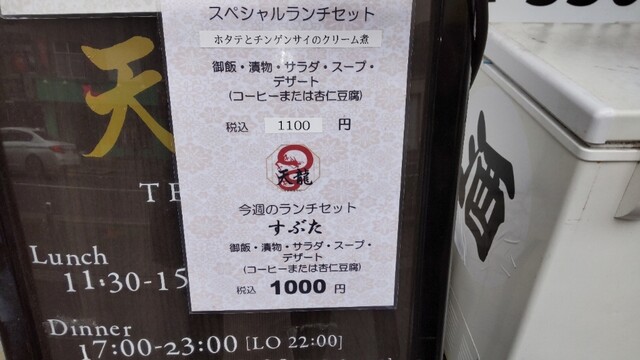 スペシャルランチセット
ホタテとチンゲンサイのクリーム煮
御飯・漬物・サラダ・スープ・
デザート
(コーヒーまたは杏仁豆腐)
税込 1100 円
天龍
今週のランチセット
すぶた
御飯・漬物・サラダ・スープ・
デザート
(コーヒーまたは杏仁豆腐)
税込 1000 円
天
TE
Lunch
11:30-15
Dinner
17:00-23:00 [LO 22:00]